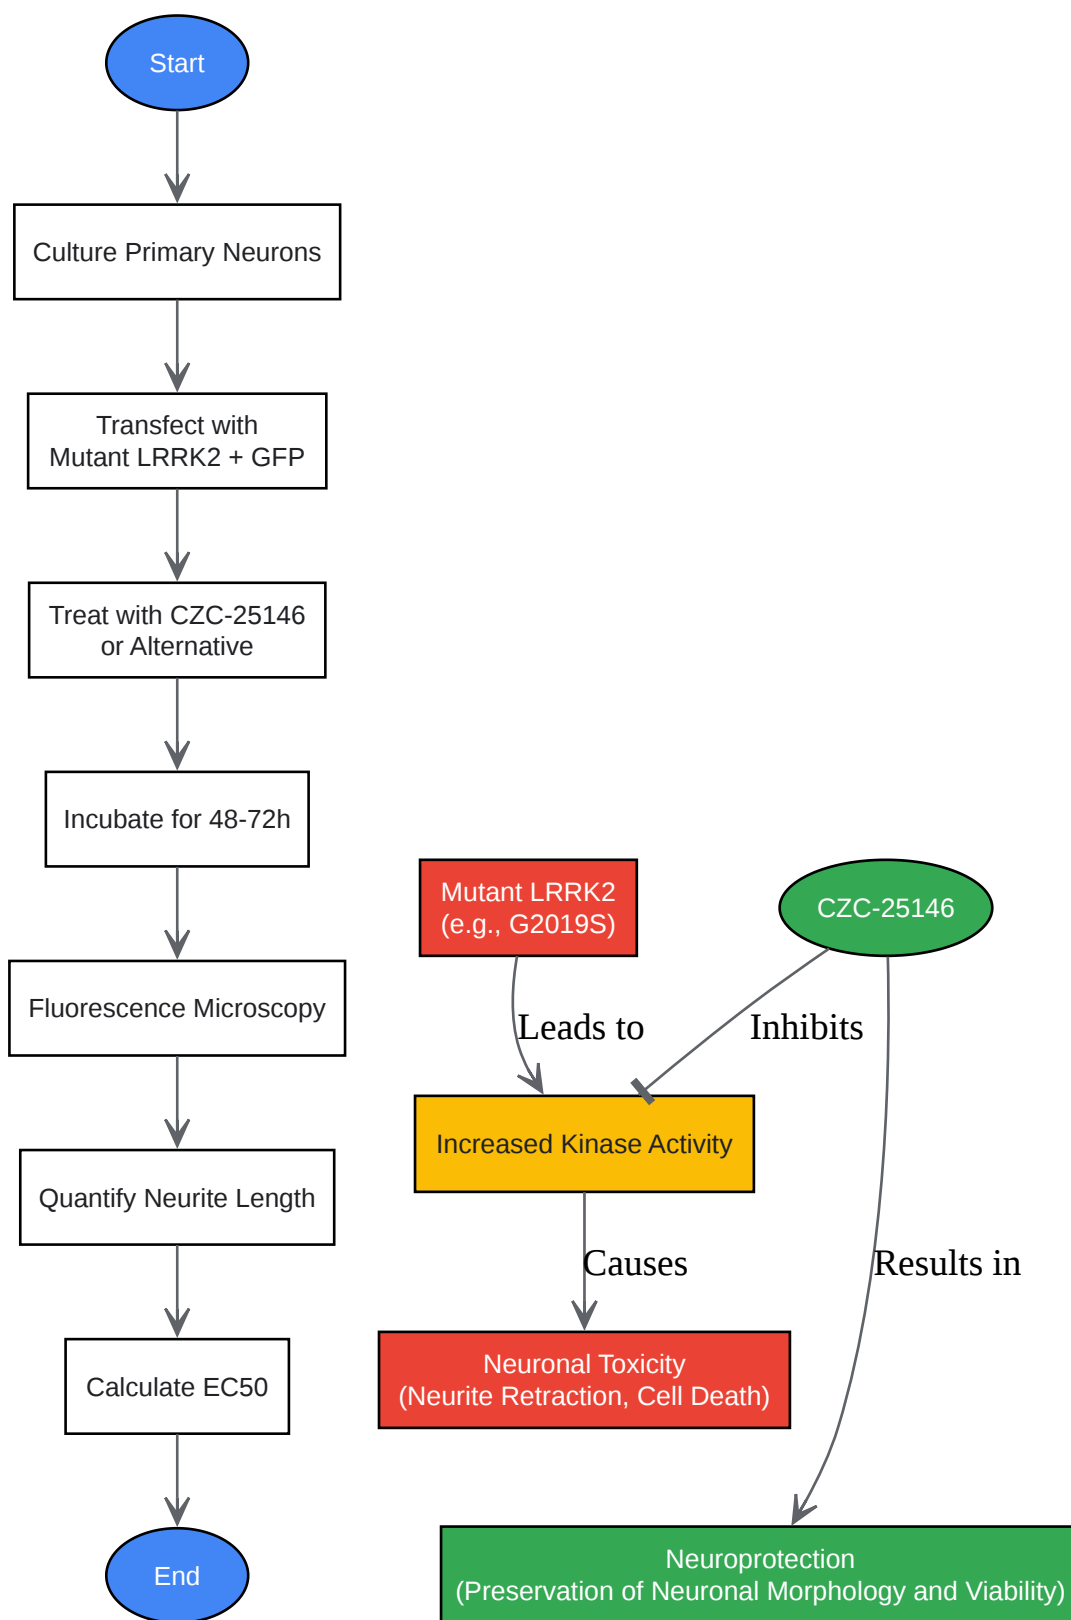 Start
Culture Primary Neurons
Transfect with
Mutant LRRK2 + GFP
Treat with CZC-25146
or Alternative
Incubate for 48-72h
Fluorescence Microscopy
Quantify Neurite Length
Calculate EC50
End
Mutant LRRK2
(e.g., G2019S)
CZC-25146
Leads to
Inhibits
Increased Kinase Activity
Causes
Results in
Neuronal Toxicity
(Neurite Retraction, Cell Death)
Neuroprotection
(Preservation of Neuronal Morphology and Viability)